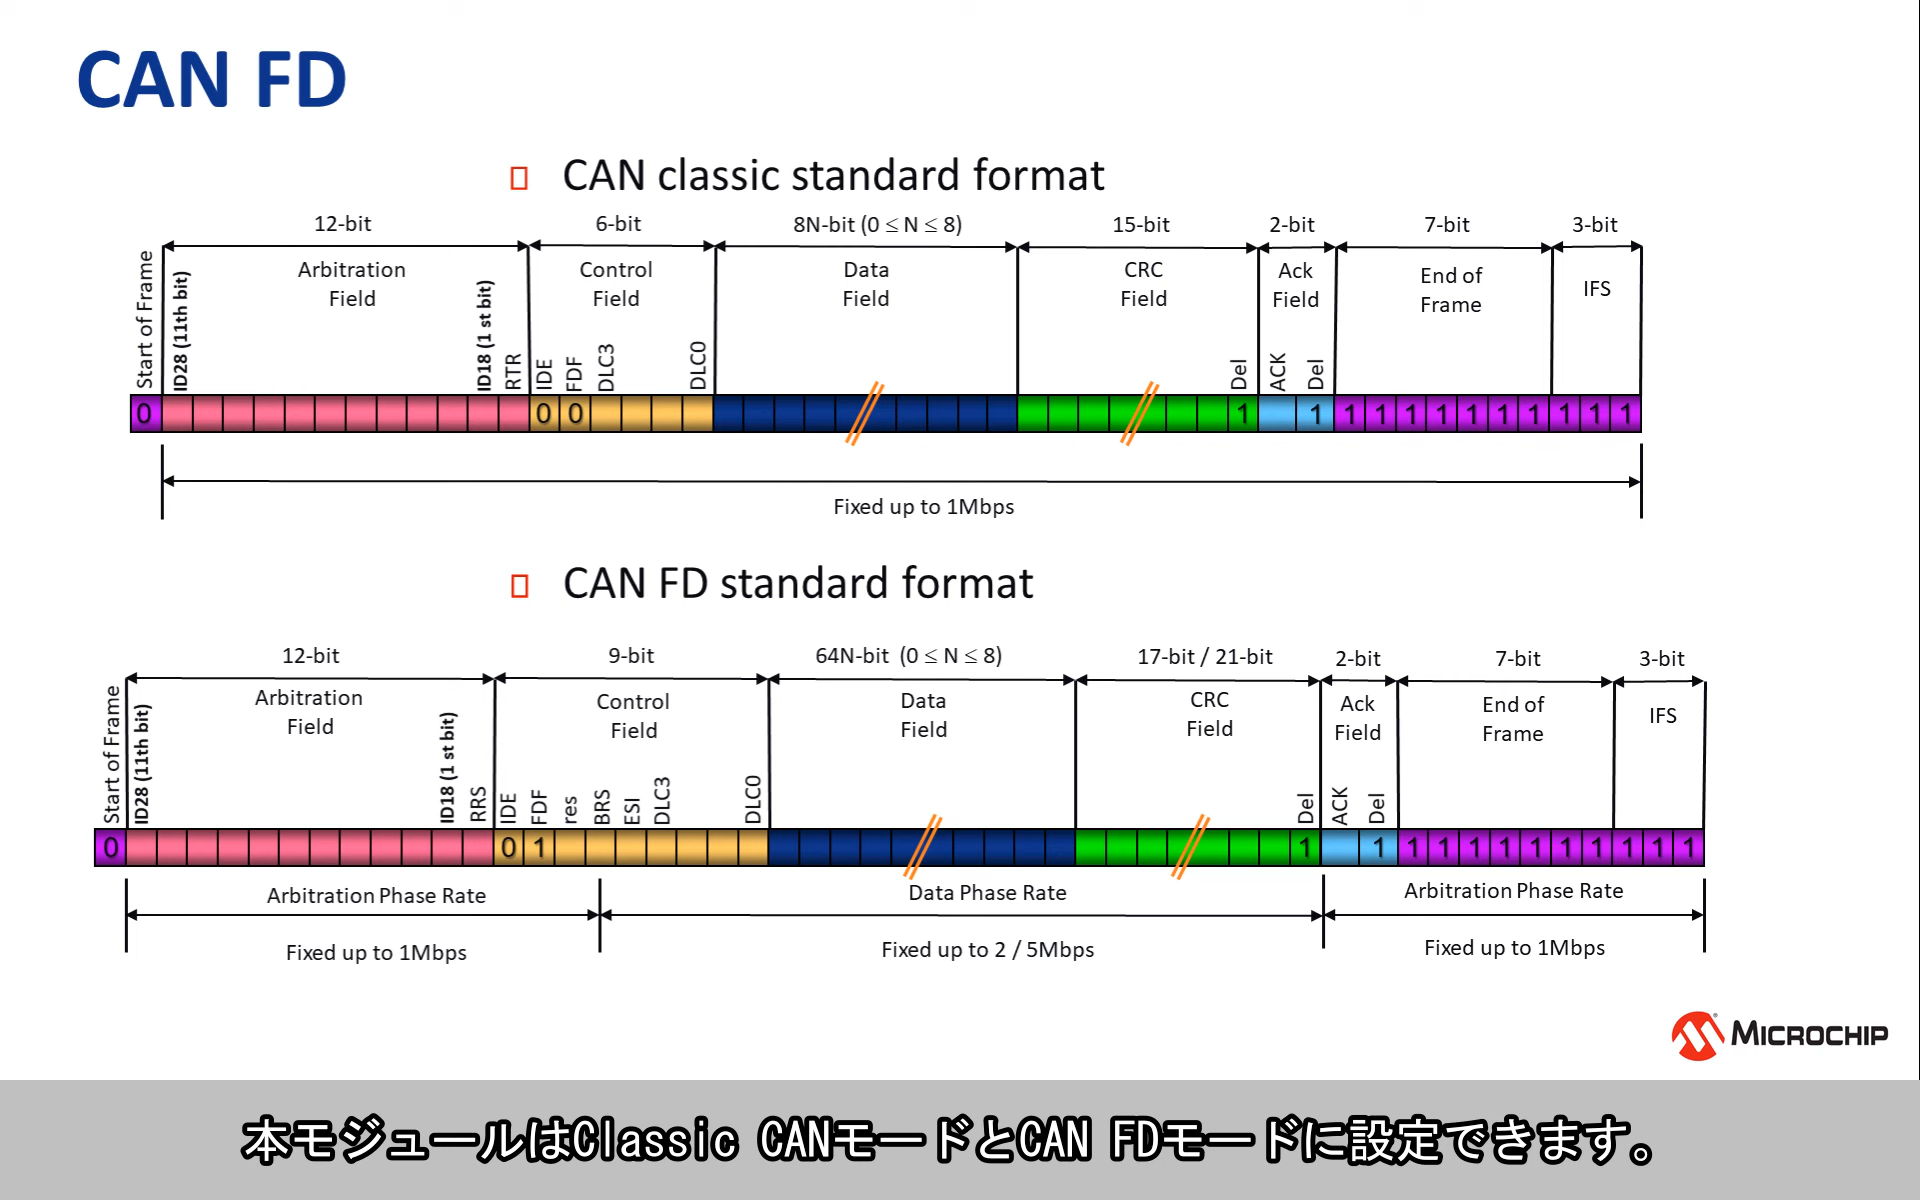 CAN FD
CAN classic standard format
12-bit 6-bit 8N-bit (0 ≤ N ≤ 8) 15-bit 2-bit 7-bit 3-bit
Start of Frame
ID28 (11th bit)
Arbitration
Field
ID18 (1 st bit)
RTR
Control
Field
IDE
FDF
DLC3
DLC0
Data
Field
CRC
Field
Del
Ack
Field
ACK
Del
End of
Frame
IFS
0 0 0 1 1 1 1 1 1 1 1 1 1 1 1
Fixed up to 1Mbps
CAN FD standard format
12-bit 9-bit 64N-bit (0 ≤ N ≤ 8) 17-bit / 21-bit 2-bit 7-bit 3-bit
Start of Frame
ID28 (11th bit)
Arbitration
Field
ID18 (1 st bit)
RRS
Control
Field
IDE
FDF
res
BRS
ESI
DLC3
DLC0
Data
Field
CRC
Field
Del
Ack
Field
ACK
Del
End of
Frame
IFS
0 0 1 1 1 1 1 1 1 1 1 1 1 1 1
Arbitration Phase Rate Data Phase Rate Arbitration Phase Rate
Fixed up to 1Mbps Fixed up to 2 / 5Mbps Fixed up to 1Mbps
MICROCHIP
本モジュールはClassic CANモードとCAN FDモードに設定できます。